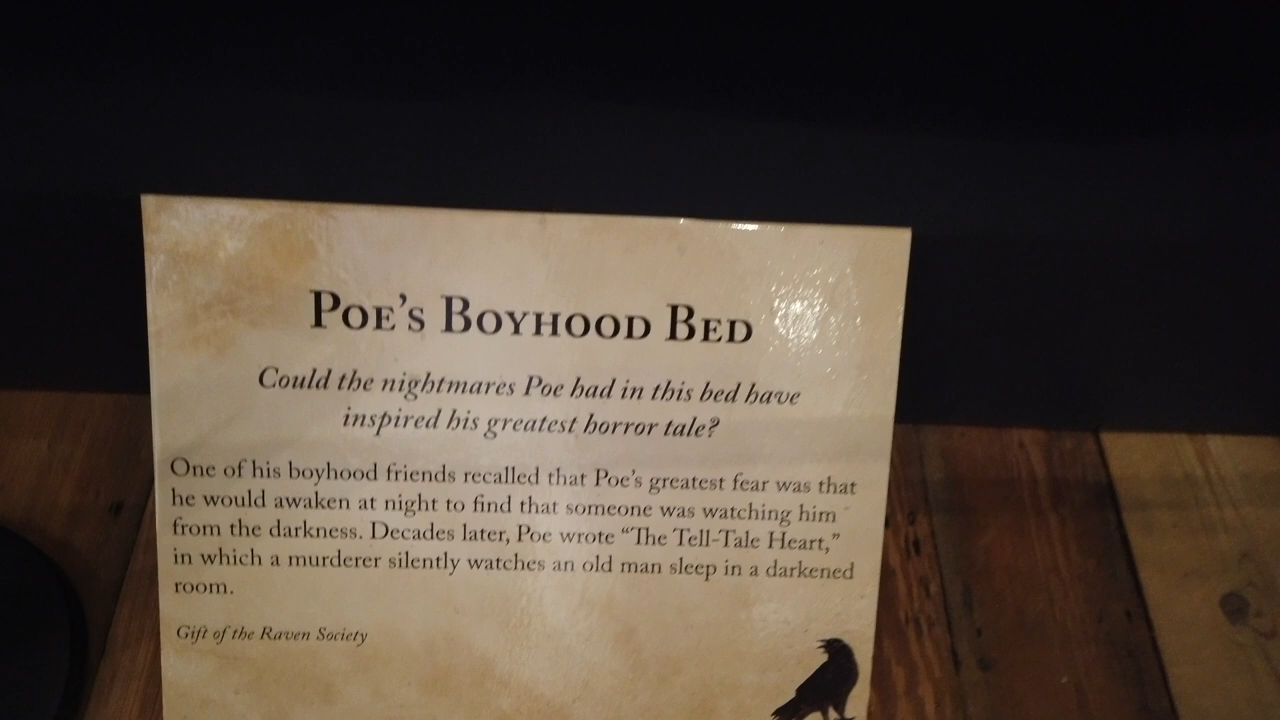 Poe's Boyhood Bed
Could the nightmares Poe had in this bed have
inspired his greatest horror tale?
One of his boyhood friends recalled that Poe's greatest fear was that
he would awaken at night to find that someone was watching him
from the darkness. Decades later, Poe wrote “The Tell-Tale Heart,”
in which a murderer silently watches an old man sleep in a darkened
room.
Gift of the Raven Society